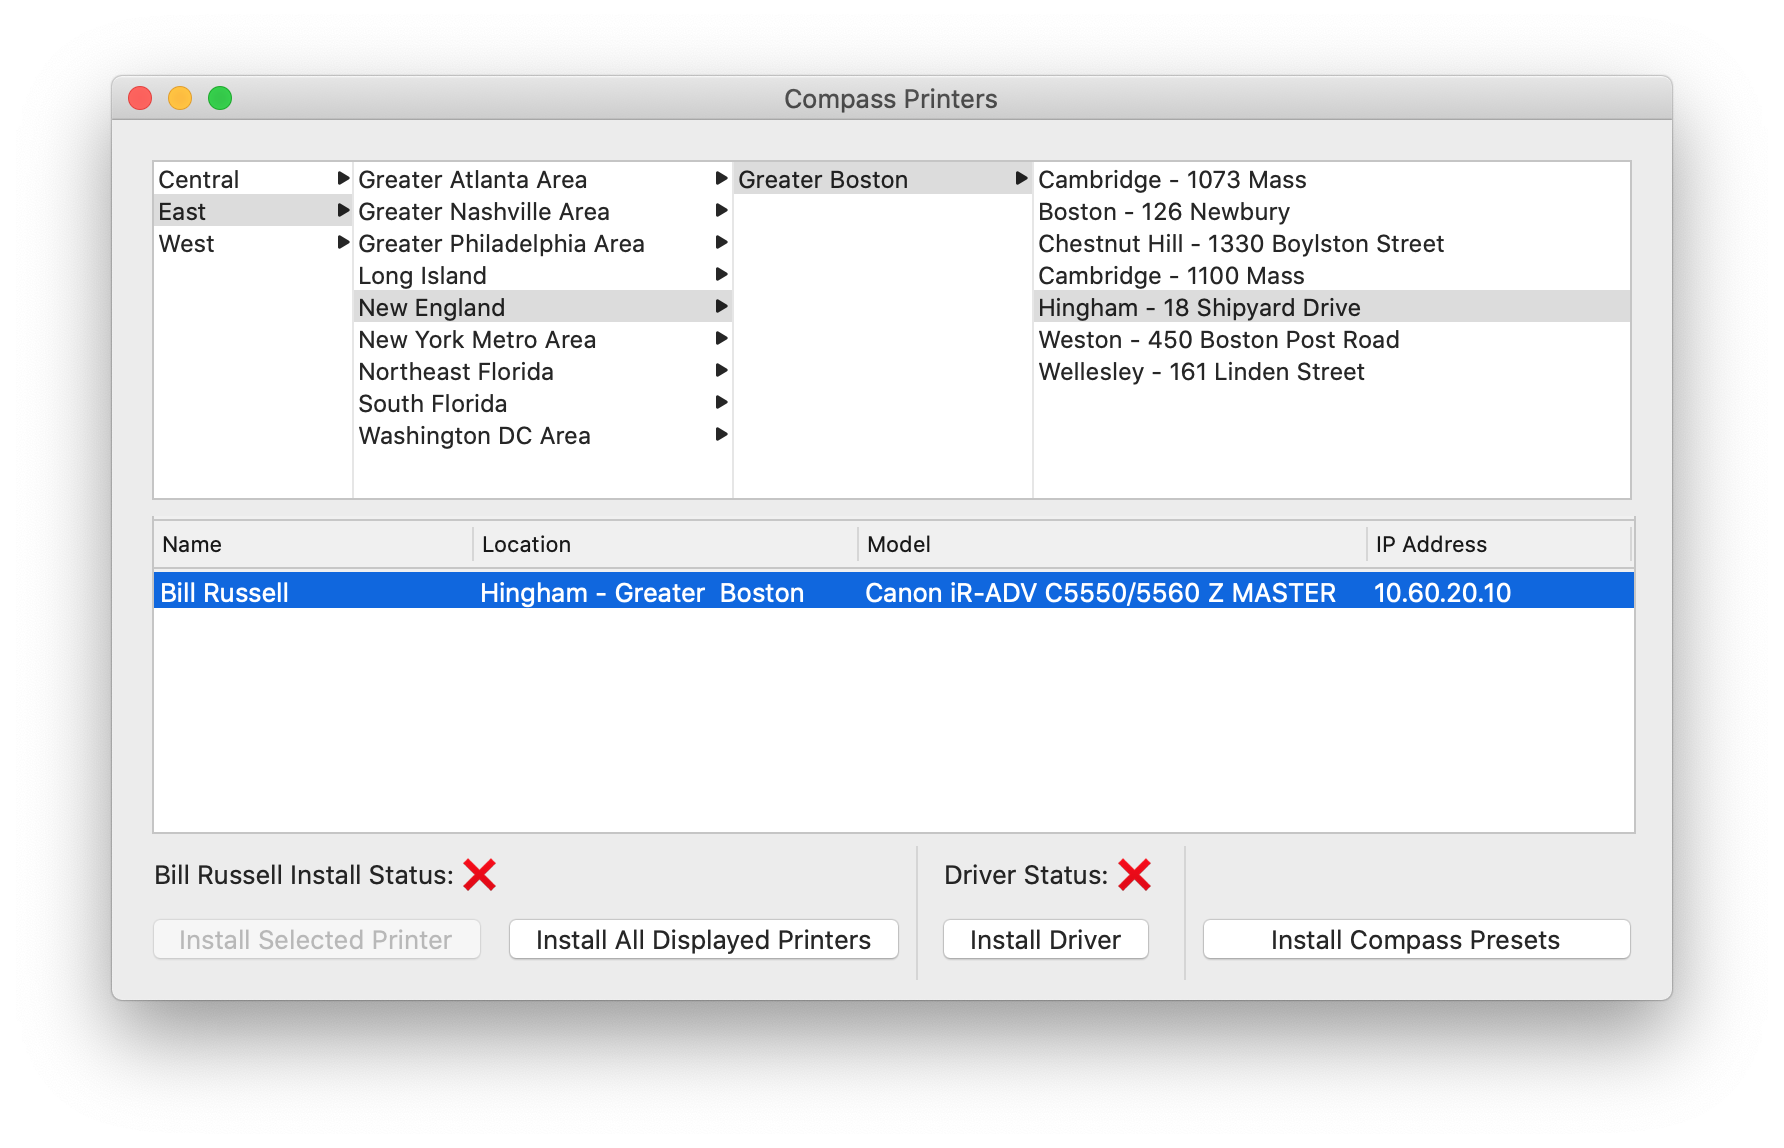 Compass Printers
Central
East
West
Greater Atlanta Area
Greater Nashville Area
Greater Philadelphia Area
Long Island
New England
New York Metro Area
Northeast Florida
South Florida
Washington DC Area
Greater Boston
Cambridge - 1073 Mass
Boston - 126 Newbury
Chestnut Hill - 1330 Boylston Street
Cambridge - 1100 Mass
Hingham - 18 Shipyard Drive
Weston - 450 Boston Post Road
Wellesley - 161 Linden Street
Name Location Model IP Address
Bill Russell Hingham - Greater  Boston Canon iR-ADV C5550/5560 Z MASTER 10.60.20.10
Bill Russell Install Status:
Install Selected Printer
Install All Displayed Printers
Driver Status:
Install Driver
Install Compass Presets